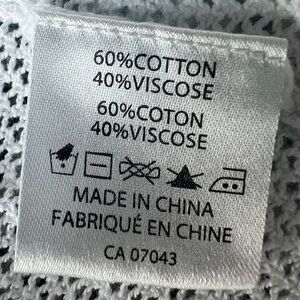 60%COTTON
40%VISCOSE
60%COTON
40%VISCOSE
MADE IN CHINA
FABRIQUÉ EN CHINE
CA 07043